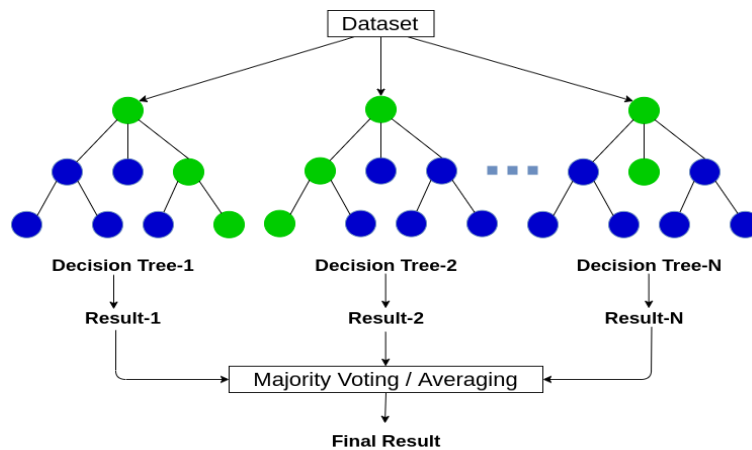 Dataset
Decision Tree-1
Decision Tree-2
Decision Tree-N
Result-1
Result-2
Result-N
Majority Voting / Averaging
Final Result